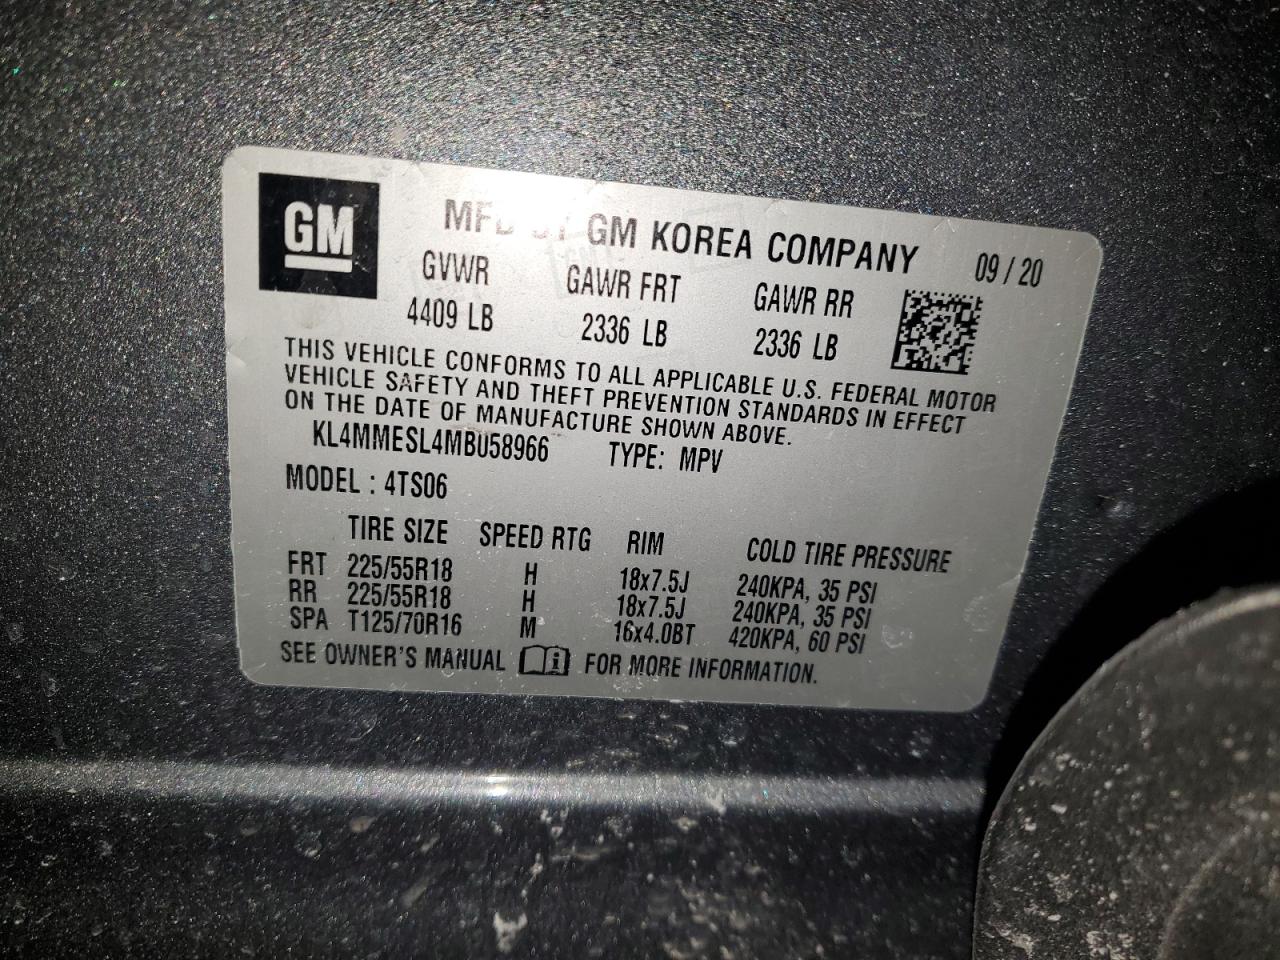 GM
MFD BY GM KOREA COMPANY 09/20
GVWR GAWR FRT GAWR RR
4409 LB 2336 LB 2336 LB
THIS VEHICLE CONFORMS TO ALL APPLICABLE U.S. FEDERAL MOTOR
VEHICLE SAFETY AND THEFT PREVENTION STANDARDS IN EFFECT
ON THE DATE OF MANUFACTURE SHOWN ABOVE.
KL4MMESL4MB058966 TYPE: MPV
MODEL : 4TS06
TIRE SIZE SPEED RTG RIM COLD TIRE PRESSURE
FRT 225/55R18 H 18x7.5J 240KPA, 35 PSI
RR 225/55R18 H 18x7.5J 240KPA, 35 PSI
SPA T125/70R16 M 16x4.0BT 420KPA, 60 PSI
SEE OWNER'S MANUAL FOR MORE INFORMATION.